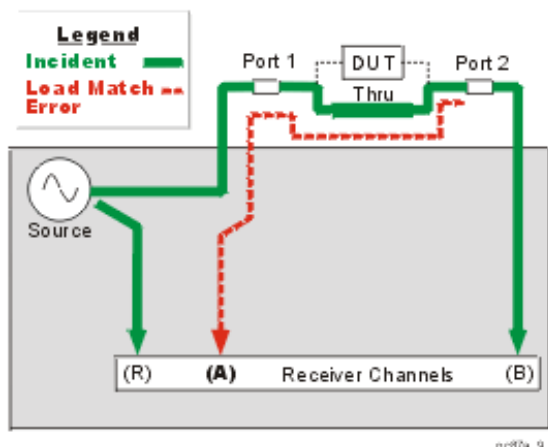 Legend
Incident
Load Match
Error
Port 1
DUT
Port 2
Thru
Source
(R)
(A)
Receiver Channels
(B)